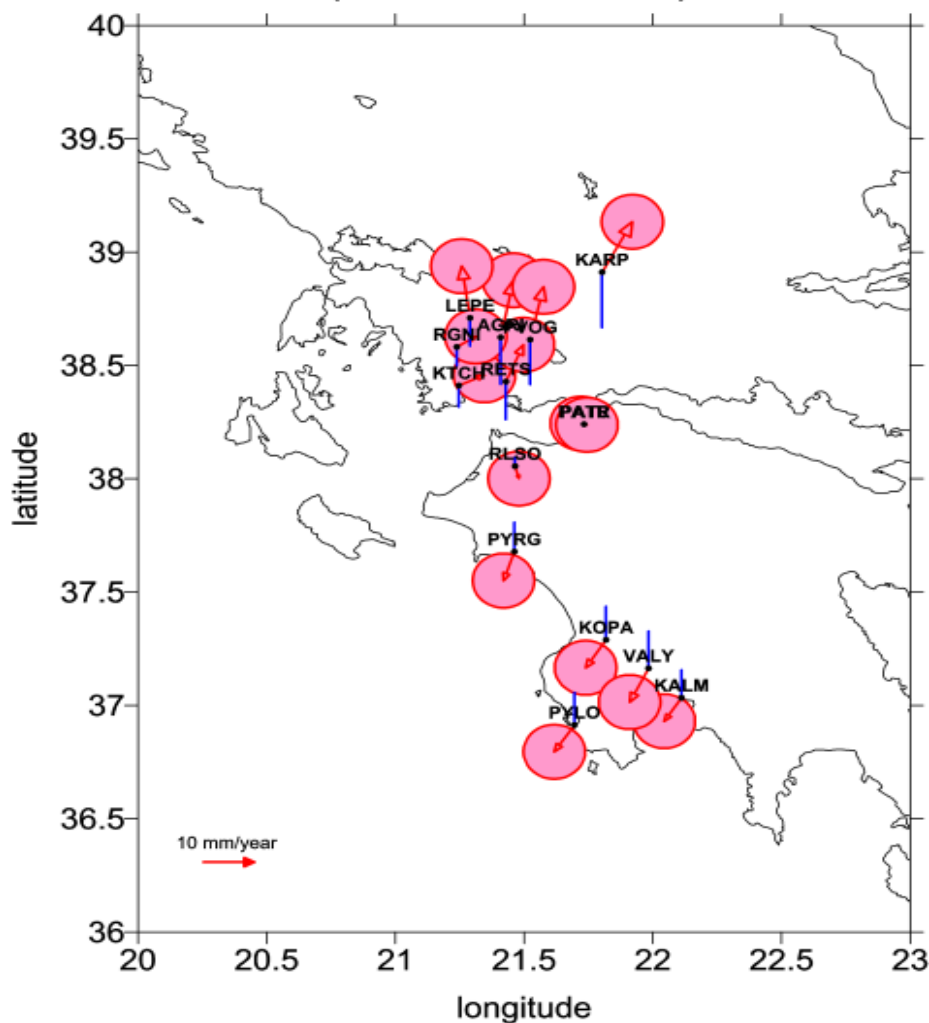 40
39.5
39
38.5
38
37.5
37
36.5
36
latitude
KARP
LEPE
RGNI
KTCH
RETS
RLSO
PYRG
KOPA
VALY
KALM
PYLO
10 mm/year
20
20.5
21
21.5
22
22.5
23
longitude